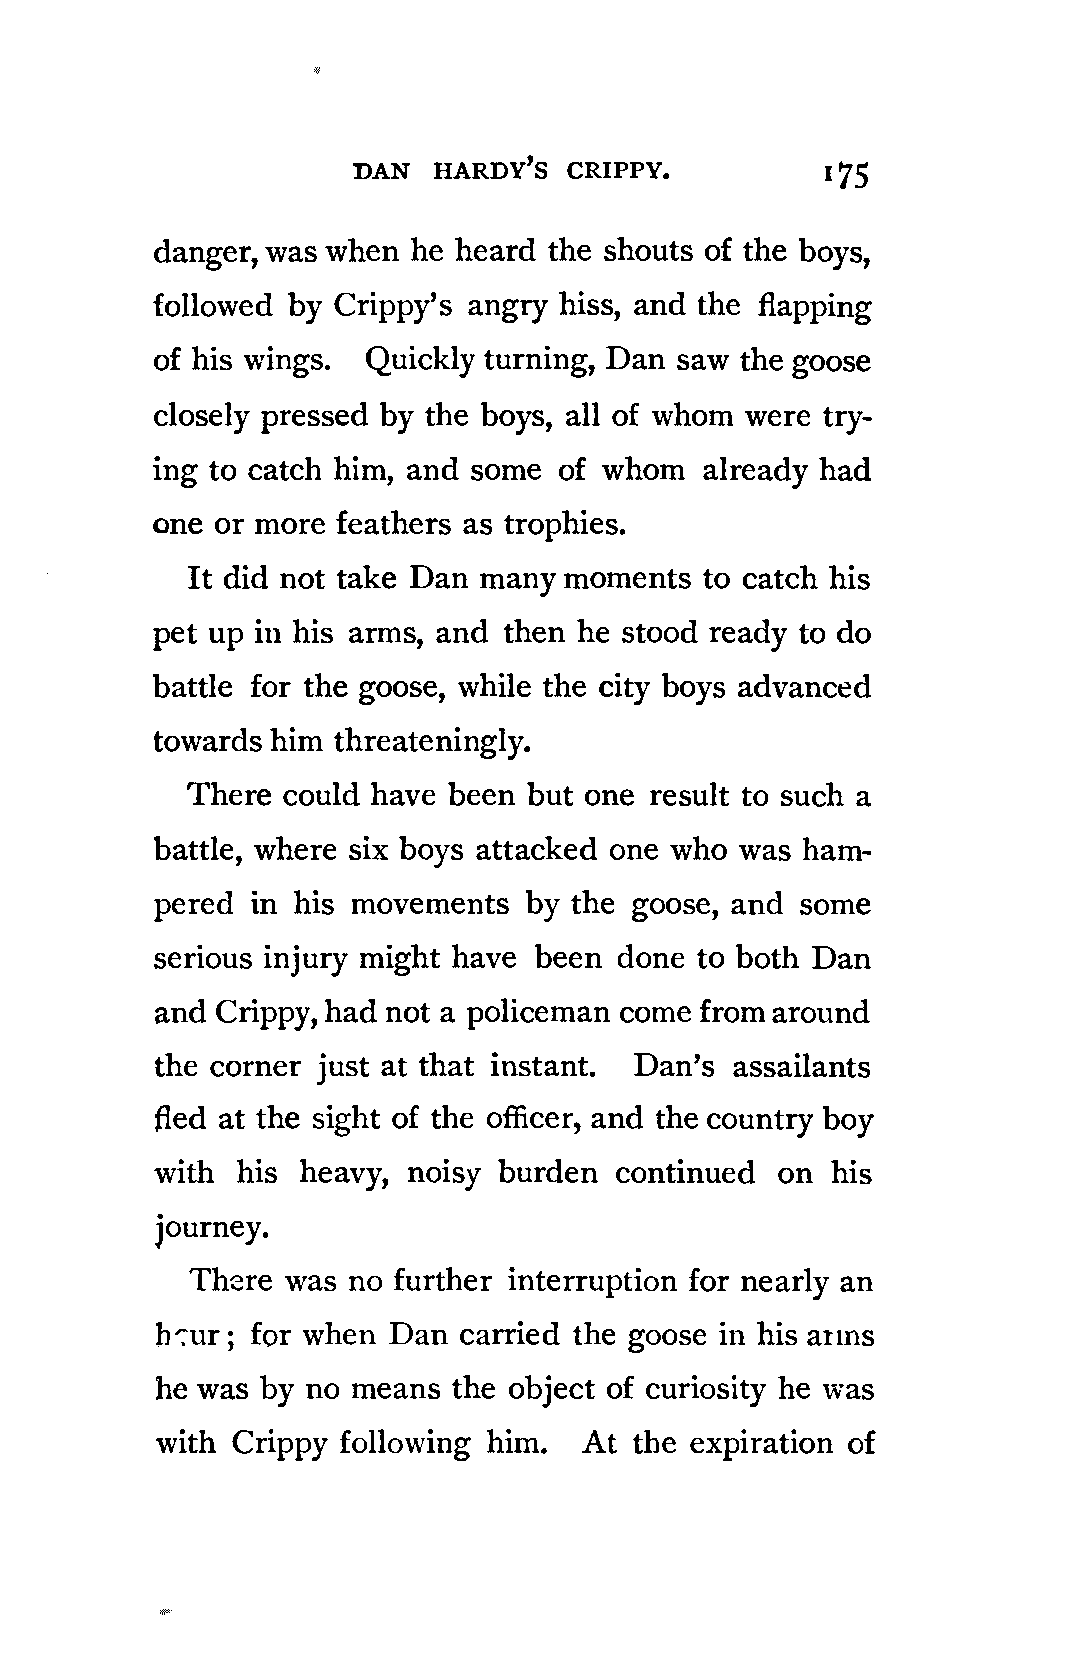 DAN HARDY'S CRIPPY. 175
danger, was when he heard the shouts of the boys,
followed by Crippy's angry hiss, and the flapping
of his wings. Quickly turning, Dan saw the goose
closely pressed by the boys, all of whom were try-
ing to catch him, and some of whom already had
one or more feathers as trophies.
It did not take Dan many moments to catch his
pet up in his arms, and then he stood ready to do
battle for the goose, while the city boys advanced
towards him threateningly.
There could have been but one result to such a
battle, where six boys attacked one who was ham-
pered in his movements by the goose, and some
serious injury might have been done to both Dan
and Crippy, had not a policeman come from around
the corner just at that instant. Dan's assailants
fled at the sight of the officer, and the country boy
with his heavy, noisy burden continued on his
journey.
There was no further interruption for nearly an
hour; for when Dan carried the goose in his arms
he was by no means the object of curiosity he was
with Crippy following him. At the expiration of